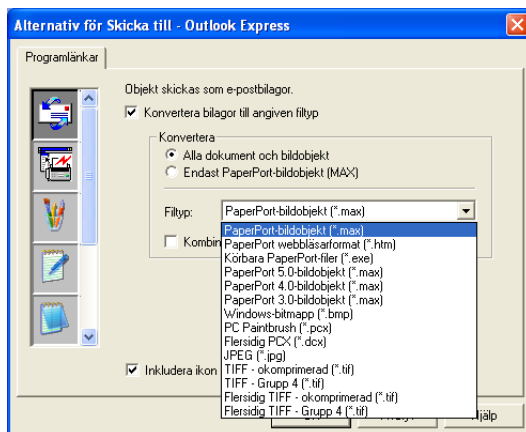 Alternativ för Skicka till - Outlook Express
Programlänkar
Objekt skickas som e-postbilagor.
Konvertera bilagor till angiven filtyp
Konvertera
Alla dokument och bildobjekt
Endast PaperPort-bildobjekt (MAX)
Filtyp:
PaperPort-bildobjekt (*.max)
PaperPort-bildobjekt (*.max)
PaperPort webbläsarformat (*.htm)
Körbara PaperPort-filer (*.exe)
PaperPort 5.0-bildobjekt (*.max)
PaperPort 4.0-bildobjekt (*.max)
PaperPort 3.0-bildobjekt (*.max)
Windows-bitmapp (*.bmp)
PC Paintbrush (*.pcx)
Flersidig PCX (*.dcx)
JPEG (*.jpg)
TIFF - okomprimerad (*.tif)
TIFF - Grupp 4 (*.tif)
Flersidig TIFF - okomprimerad (*.tif)
Flersidig TIFF - Grupp 4 (*.tif)
Kombin
Inkludera ikon
Hjälp